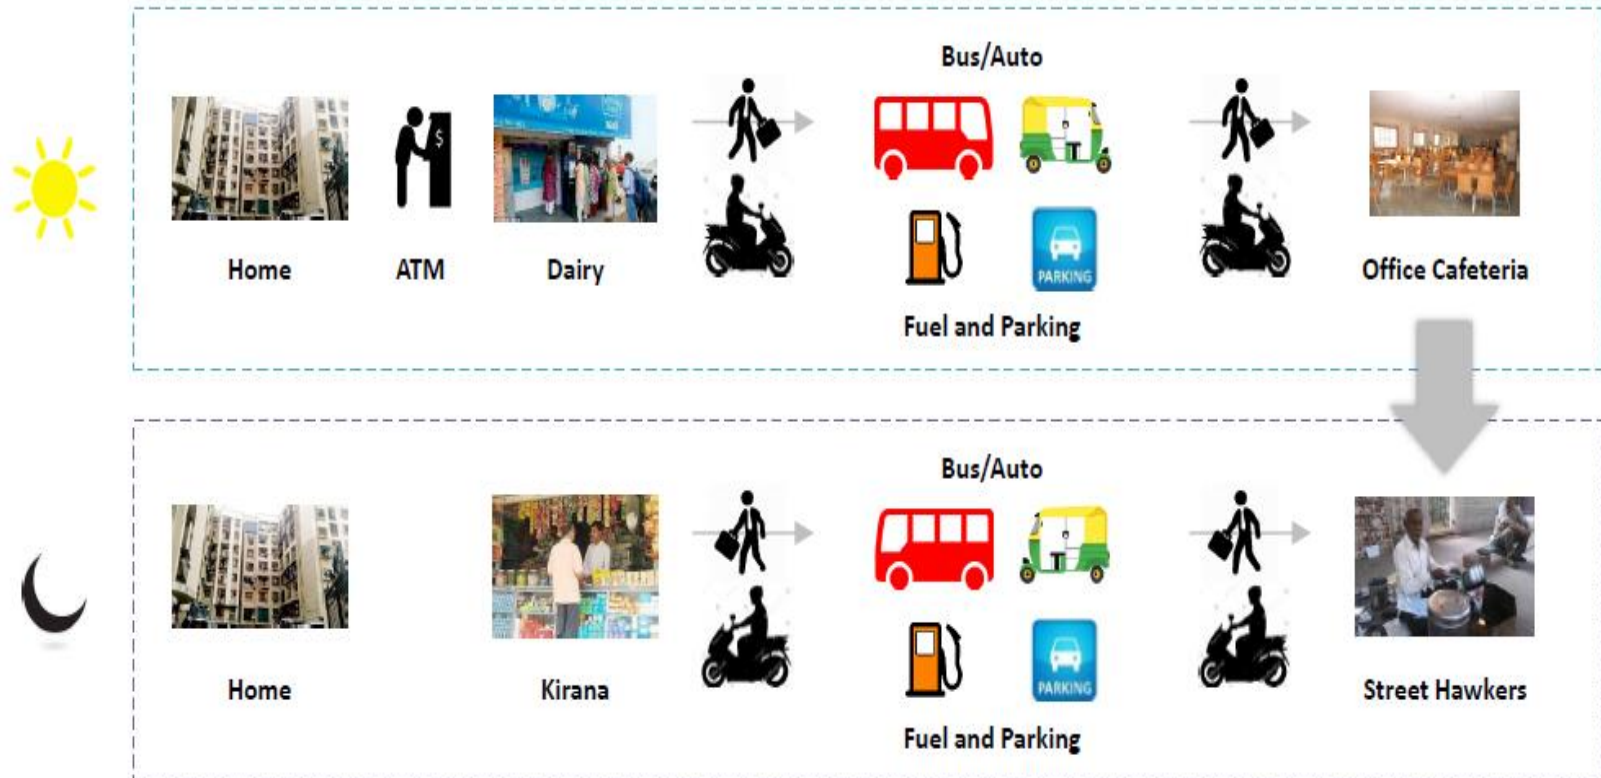 Bus/Auto
$
PARKING
Home
ATM
Dairy
Office Cafeteria
Fuel and Parking
Bus/Auto
PARKING
Home
Kirana
Street Hawkers
Fuel and Parking